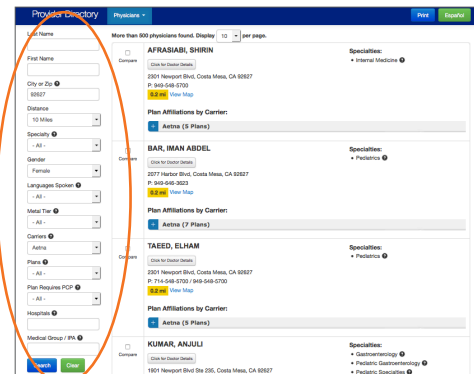 Provider Directory
Physicians
Print
Español
Last Name
First Name
City or Zip
92627
Distance
10 Miles
Specialty
- All -
Gender
Female
Languages Spoken
- All -
Metal Tier
- All -
Carriers
Aetna
Plans
- All -
Plan Requires PCP
- All -
Hospitals
Medical Group / IPA
Search
Clear
More than 500 physicians found. Display 10 per page.
Compare
AFRASIABI, SHIRIN
Click for Doctor Details
2301 Newport Blvd, Costa Mesa, CA 92627
P: 949-548-5700
0.2 mi View Map
Plan Affiliations by Carrier:
+ Aetna (5 Plans)
Specialties:
• Internal Medicine
Compare
BAR, IMAN ABDEL
Click for Doctor Details
2077 Harbor Blvd, Costa Mesa, CA 92627
P: 949-646-3623
0.2 mi View Map
Plan Affiliations by Carrier:
+ Aetna (7 Plans)
Specialties:
• Pediatrics
Compare
TAEED, ELHAM
Click for Doctor Details
2301 Newport Blvd, Costa Mesa, CA 92627
P: 714-549-5700 / 949-548-5700
0.2 mi View Map
Plan Affiliations by Carrier:
+ Aetna (5 Plans)
Specialties:
• Pediatrics
Compare
KUMAR, ANJULI
Click for Doctor Details
1901 Newport Blvd Ste 235, Costa Mesa, CA 92627
Specialties:
• Gastroenterology
• Pediatric Gastroenterology
• Pediatric Specialties